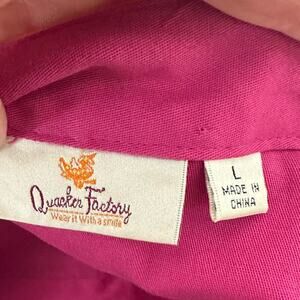 Quacker Factory
Wear it with a smile
L
MADE IN
CHINA